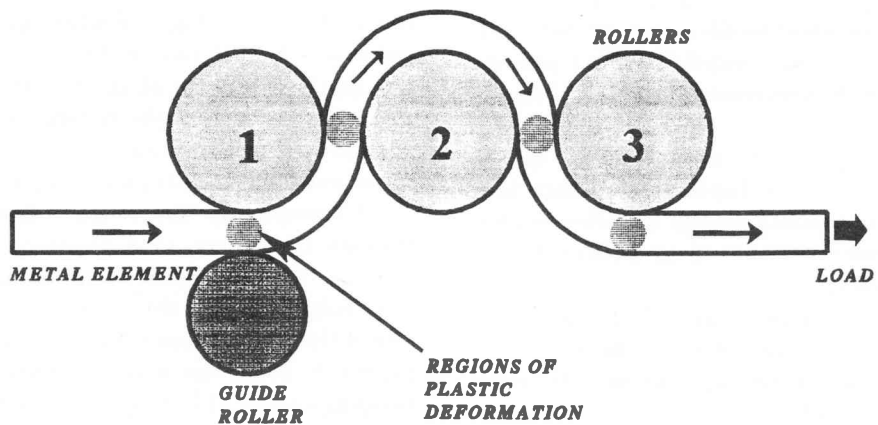 ROLLERS
1
2
3
METAL ELEMENT
LOAD
GUIDE
ROLLER
REGIONS OF
PLASTIC
DEFORMATION